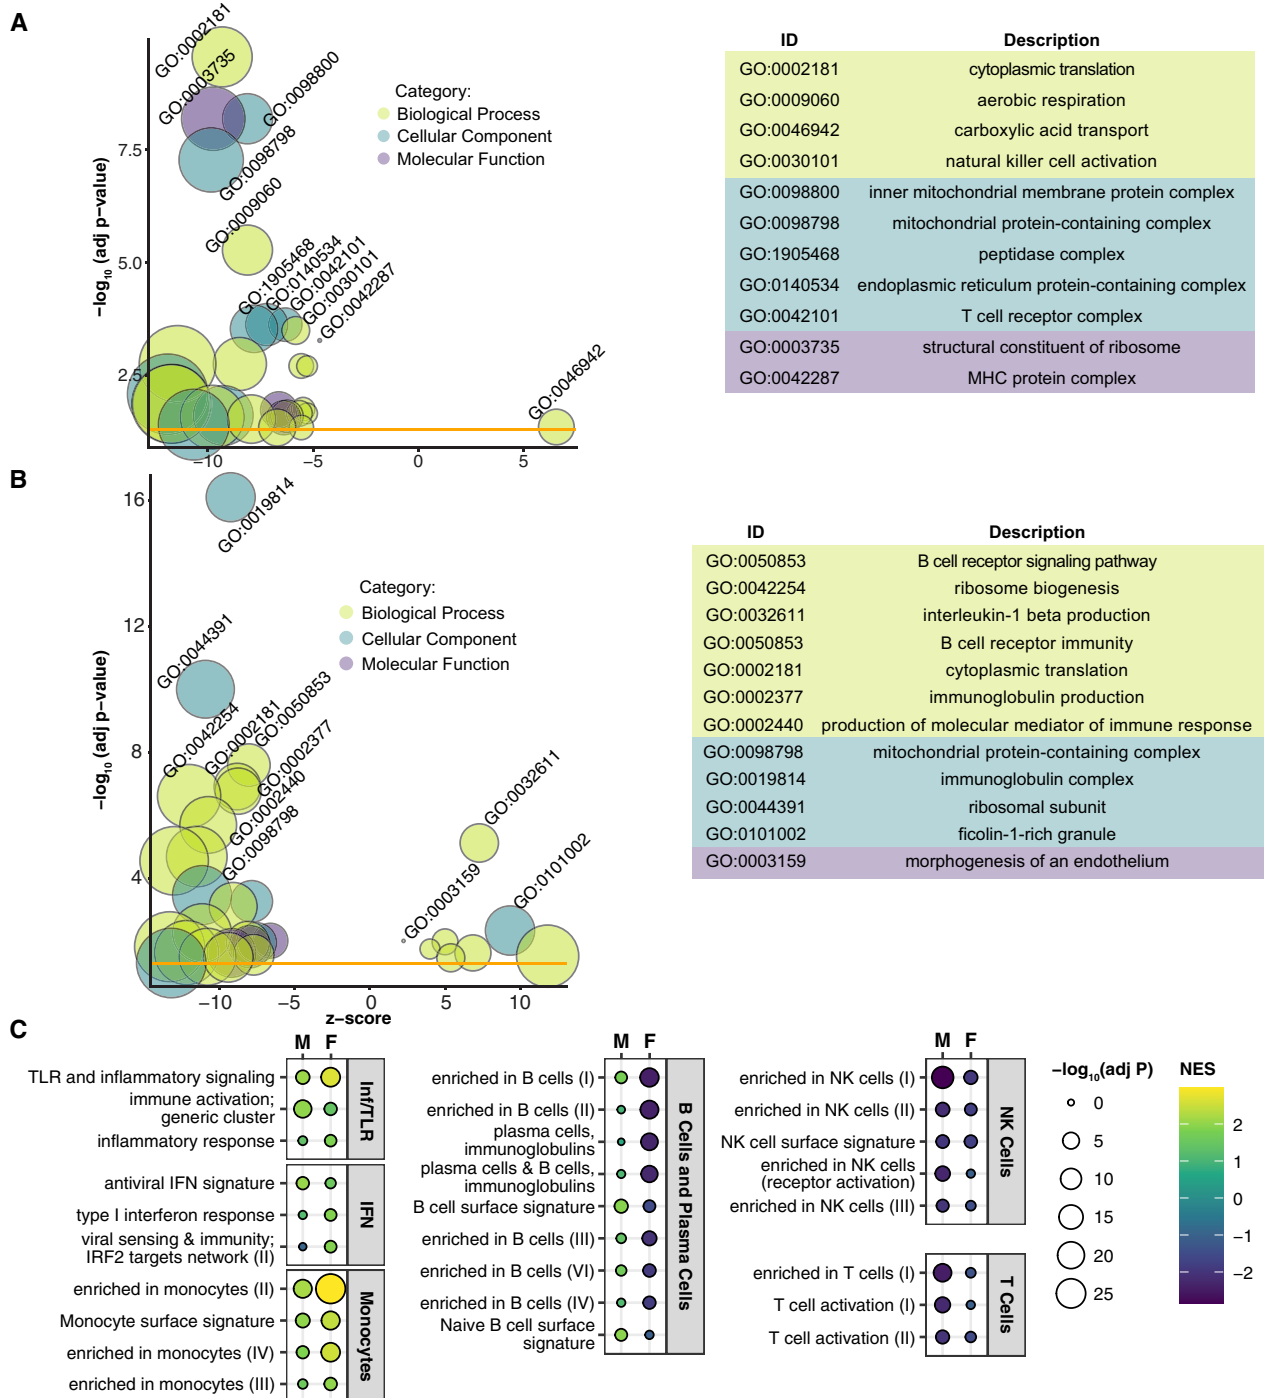 A
GO:0002181
GO:0003735
GO:0098800
GO:0098798
GO:0009060
GO:1905468
GO:0140534
GO:0042101
GO:0030101
GO:0042287
GO:0046942
Category:
Biological Process
Cellular Component
Molecular Function
−log10 (adj p−value)
7.5
5.0
2.5
−10
−5
0
5
ID Description
GO:0002181 cytoplasmic translation
GO:0009060 aerobic respiration
GO:0046942 carboxylic acid transport
GO:0030101 natural killer cell activation
GO:0098800 inner mitochondrial membrane protein complex
GO:0098798 mitochondrial protein-containing complex
GO:1905468 peptidase complex
GO:0140534 endoplasmic reticulum protein-containing complex
GO:0042101 T cell receptor complex
GO:0003735 structural constituent of ribosome
GO:0042287 MHC protein complex
B
GO:0019814
GO:0044391
GO:0042254
GO:0002181
GO:0050853
GO:0002377
GO:0002440
GO:0098798
GO:0032611
GO:0003159
GO:0101002
Category:
Biological Process
Cellular Component
Molecular Function
−log10 (adj p−value)
16
12
8
4
−10
−5
0
5
10
z−score
ID Description
GO:0050853 B cell receptor signaling pathway
GO:0042254 ribosome biogenesis
GO:0032611 interleukin-1 beta production
GO:0050853 B cell receptor immunity
GO:0002181 cytoplasmic translation
GO:0002377 immunoglobulin production
GO:0002440 production of molecular mediator of immune response
GO:0098798 mitochondrial protein-containing complex
GO:0019814 immunoglobulin complex
GO:0044391 ribosomal subunit
GO:0101002 ficolin-1-rich granule
GO:0003159 morphogenesis of an endothelium
C
M F
TLR and inflammatory signaling
immune activation;
generic cluster
inflammatory response
Inf/TLR
antiviral IFN signature
type I interferon response
viral sensing & immunity;
IRF2 targets network (II)
IFN
enriched in monocytes (II)
Monocyte surface signature
enriched in monocytes (IV)
enriched in monocytes (III)
Monocytes
M F
enriched in B cells (I)
enriched in B cells (II)
plasma cells,
immunoglobulins
plasma cells & B cells,
immunoglobulins
B cell surface signature
enriched in B cells (III)
enriched in B cells (VI)
enriched in B cells (IV)
Naive B cell surface
signature
B Cells and Plasma Cells
M F
enriched in NK cells (I)
enriched in NK cells (II)
NK cell surface signature
enriched in NK cells
(receptor activation)
enriched in NK cells (III)
NK Cells
enriched in T cells (I)
T cell activation (I)
T cell activation (II)
T Cells
−log10(adj P)
0
5
10
15
20
25
NES
2
1
0
−1
−2